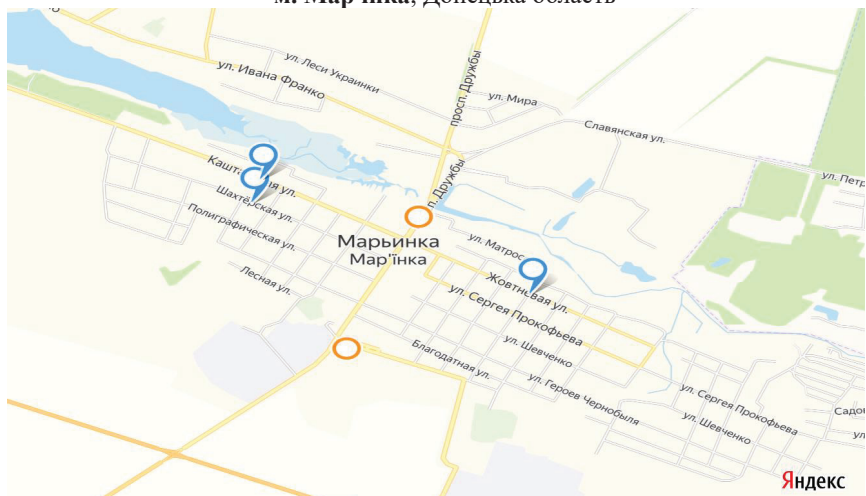 м. Мар’їнка, Донецька область
ул. Леси Украинки
ул. Ивана Франко
просп. Дружбы
ул. Мира
Славянская ул.
ул. Петр
Шахтёрская ул.
п. Дружбы
Полиграфическая ул.
ул. Матрос
Марьинка
Мар'їнка
Лесная ул.
Жовтневая ул.
ул. Сергея Прокофьева
ул. Шевченко
Благодатная ул.
ул. Героев Чернобыля
ул. Сергея Прокофьева
Садо
ул. Шевченко
ул
Яндекс